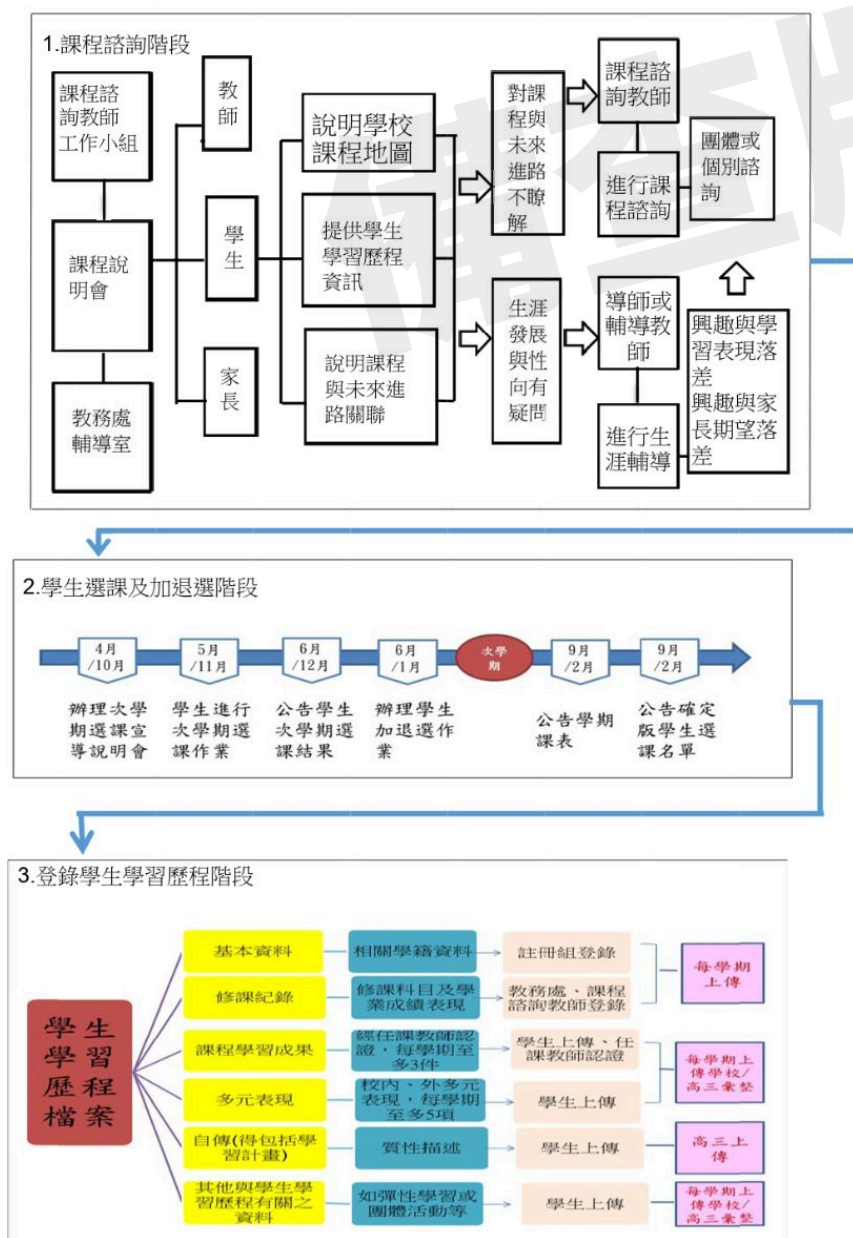 1.課程諮詢階段
課程諮
詢教師
工作小組
課程說
明會
教務處
輔導室
教
師
學
生
家
長
說明學校
課程地圖
提供學生
學習歷程
資訊
說明課程
與未來進
路關聯
對課
程與
未來
進路
不瞭
解
生涯
發展
與性
向有
疑問
課程諮
詢教師
進行課
程諮詢
團體或
個別諮
詢
導師或
輔導教
師
進行生
涯輔導
興趣與學
習表現落
差
興趣與家
長期望落
差
備查版
2.學生選課及加退選階段
4月
/10月
5月
/11月
6月
/12月
6月
/1月
次學
期
9月
/2月
9月
/2月
辦理次學
期選課宣
導說明會
學生進行
次學期選
課作業
公告學生
次學期選
課結果
辦理學生
加退選作
業
公告學期
課表
公告確定
版學生選
課名單
3.登錄學生學習歷程階段
學生
學習
歷程
檔案
基本資料
相關學籍資料
註冊組登錄
每學期
上傳
修課紀錄
修課科目及學
業成績表現
教務處、課程
諮詢教師登錄
課程學習成果
經任課教師認
證，每學期至
多3件
學生上傳、任
課教師認證
每學期上
傳學校/
高三彙整
多元表現
校內、外多元
表現，每學期
至多5項
學生上傳
自傳(得包括學
習計畫)
質性描述
學生上傳
高三上
傳
其他與學生學
習歷程有關之
資料
如彈性學習或
團體活動等
學生上傳
每學期上
傳學校/
高三彙整